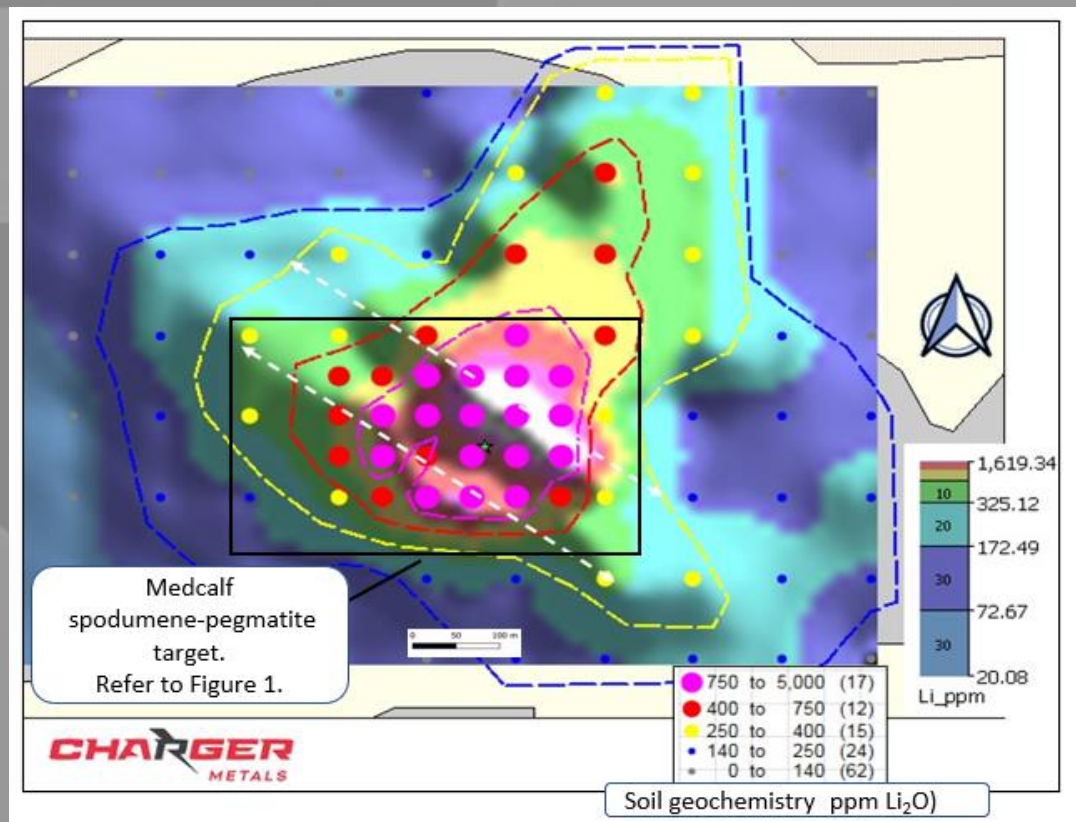 1,619.34
10
325.12
20
172.49
30
72.67
30
20.08
Li_ppm
Medcalf
spodumene-pegmatite
target.
Refer to Figure 1.
0 50 100 m
750 to 5,000 (17)
400 to 750 (12)
250 to 400 (15)
140 to 250 (24)
0 to 140 (62)
CHARGER
METALS
Soil geochemistry ppm Li₂O)